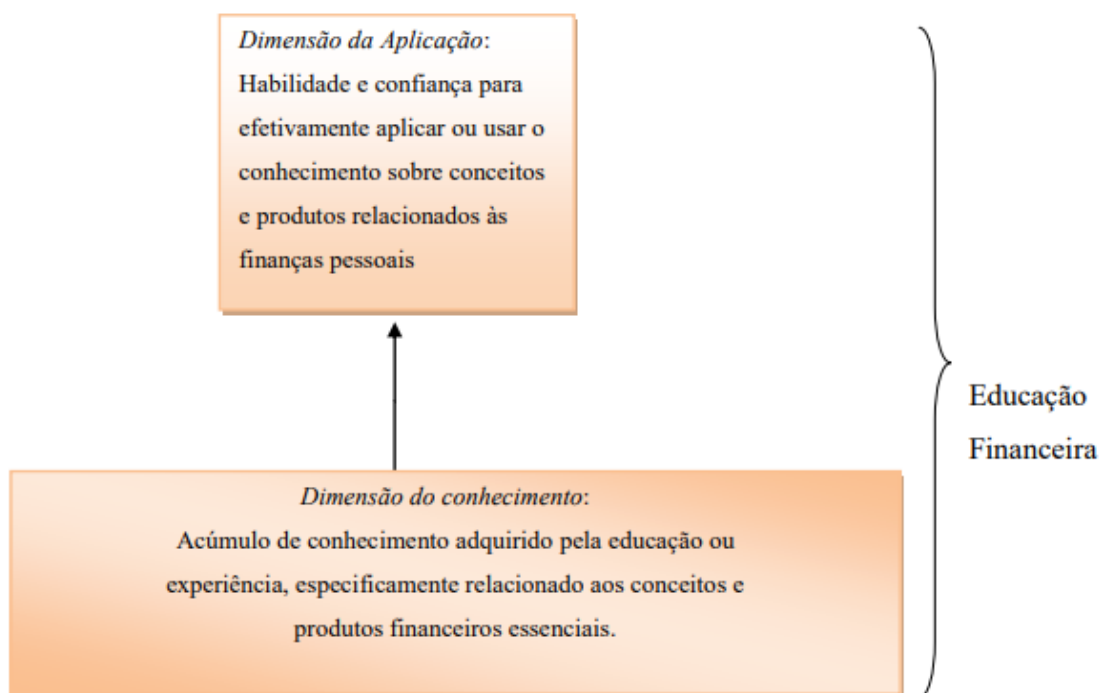 Dimensão da Aplicação:
Habilidade e confiança para
efetivamente aplicar ou usar o
conhecimento sobre conceitos
e produtos relacionados às
finanças pessoais
Educação
Financeira
Dimensão do conhecimento:
Acúmulo de conhecimento adquirido pela educação ou
experiência, especificamente relacionado aos conceitos e
produtos financeiros essenciais.